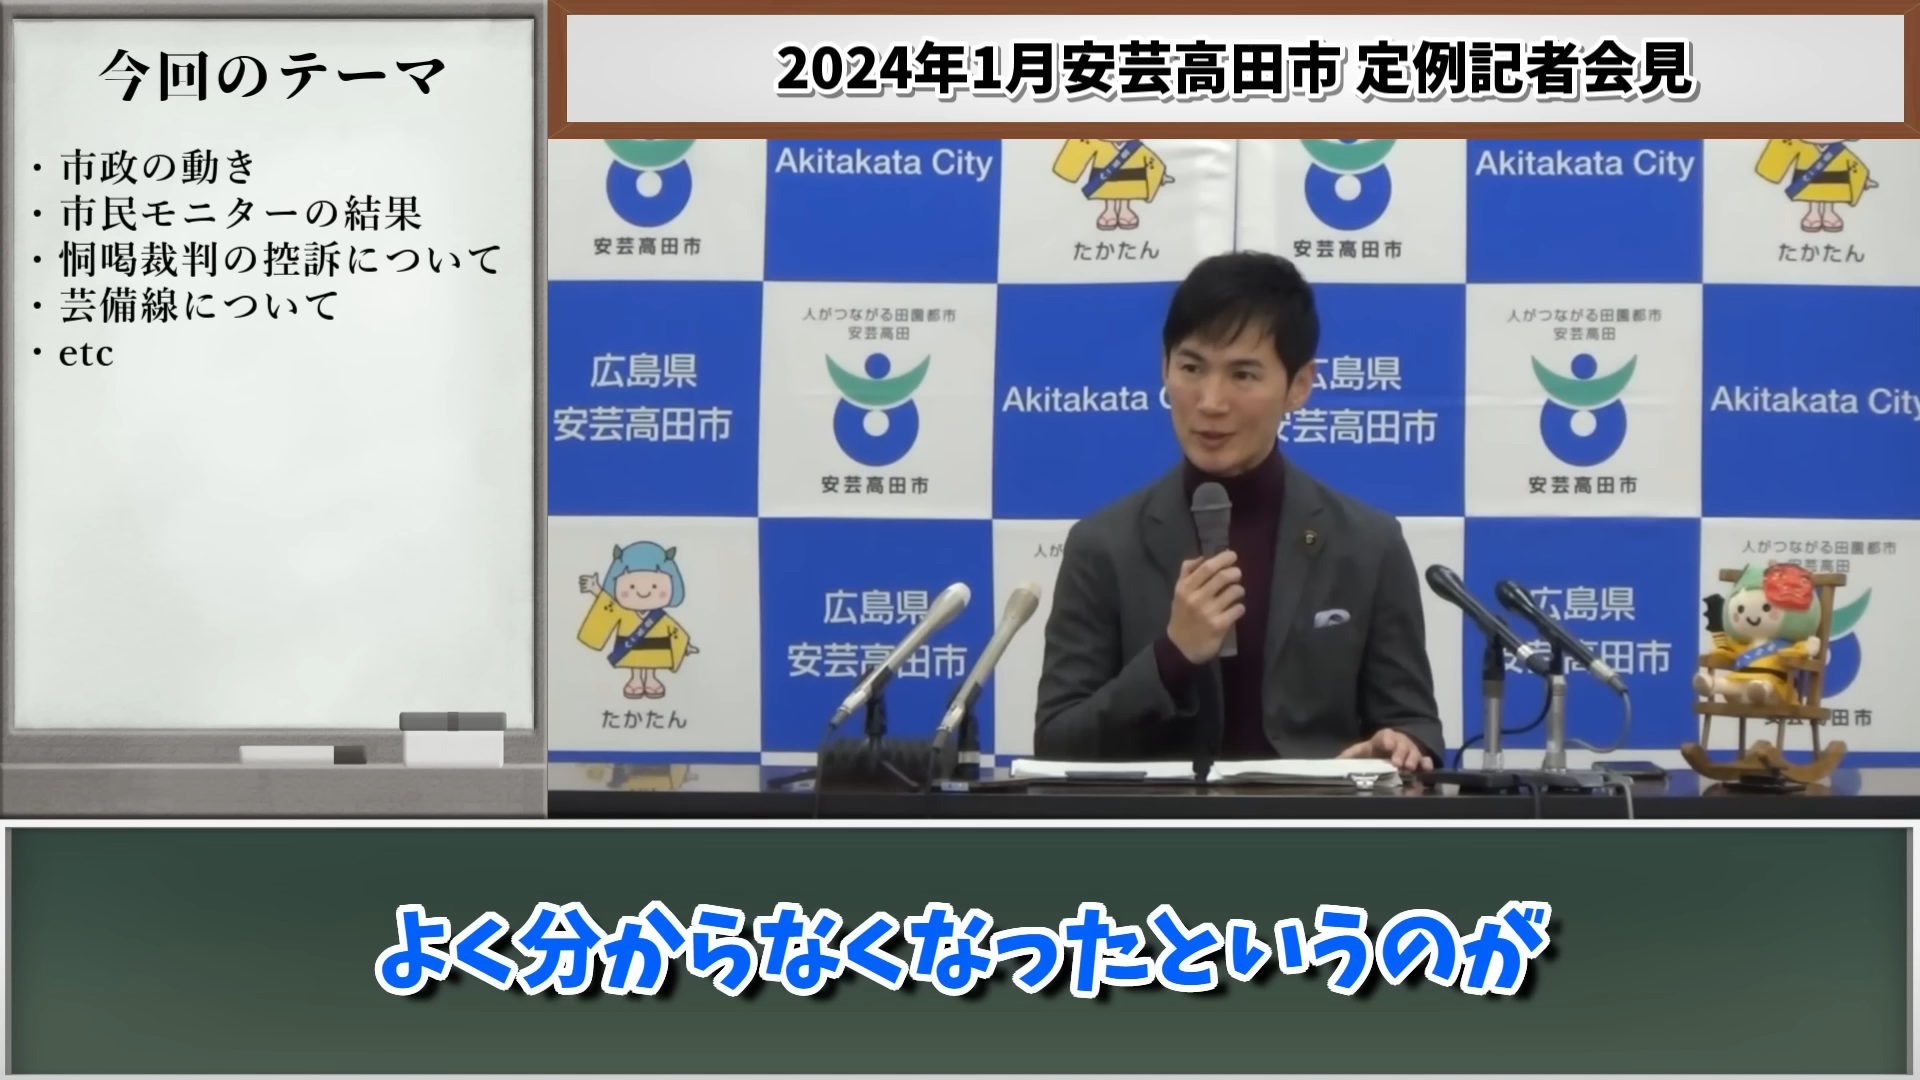 今回のテーマ
・市政の動き
・市民モニターの結果
・恫喝裁判の控訴について
・芸備線について
・etc
2024年1月安芸高田市 定例記者会見
安芸高田市
Akitakata City
たかたん
安芸高田市
Akitakata City
たかたん
広島県
安芸高田市
人がつながる田園都市
安芸高田
安芸高田市
Akitakata C
広島県
安芸高田市
人がつながる田園都市
安芸高田
安芸高田市
Akitakata City
たかたん
広島県
安芸高田市
人が
広島県
安芸高田市
人がつながる田園都市
安芸高田
安芸高田市
よく分からなくなったというのが